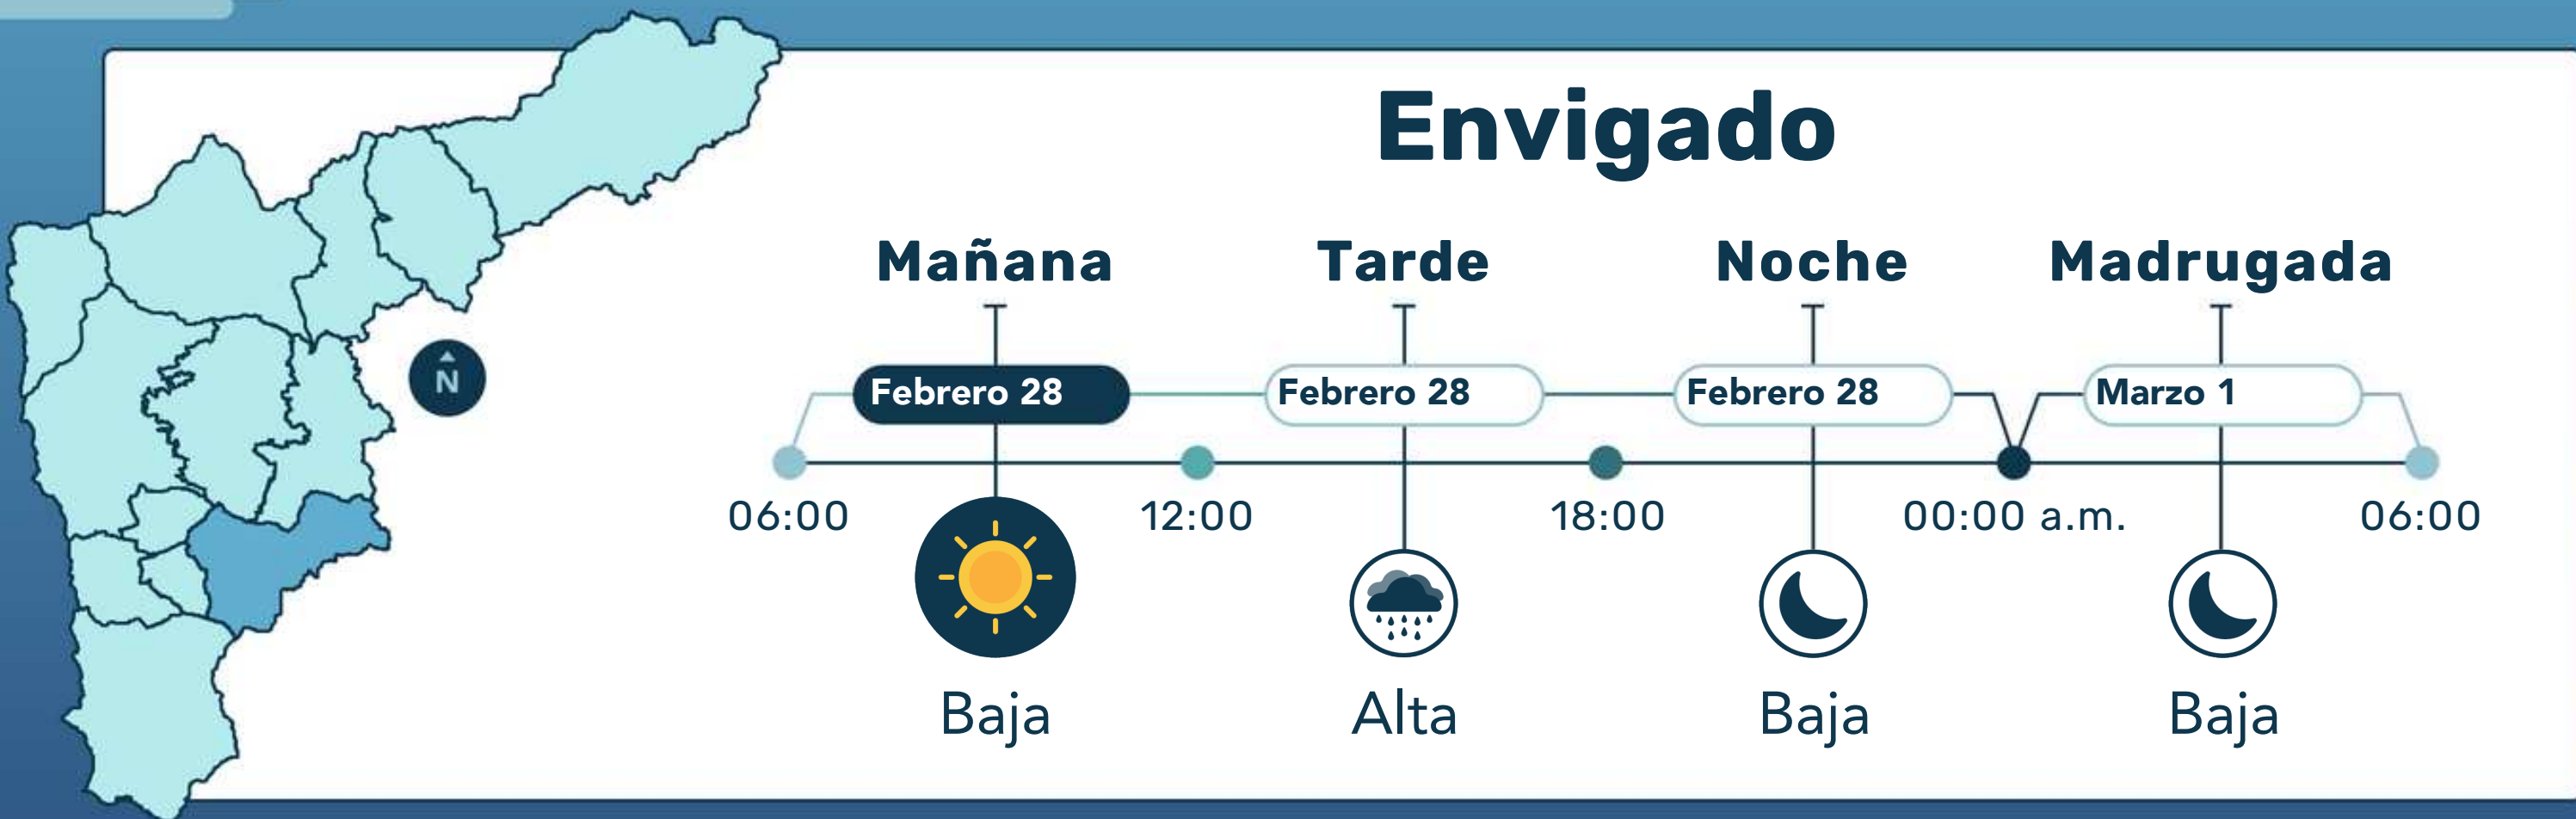 Envigado
Mañana Tarde Noche Madrugada
N
Febrero 28 Febrero 28 Febrero 28 Marzo 1
06:00 12:00 18:00 00:00 a.m. 06:00
Baja Alta Baja Baja